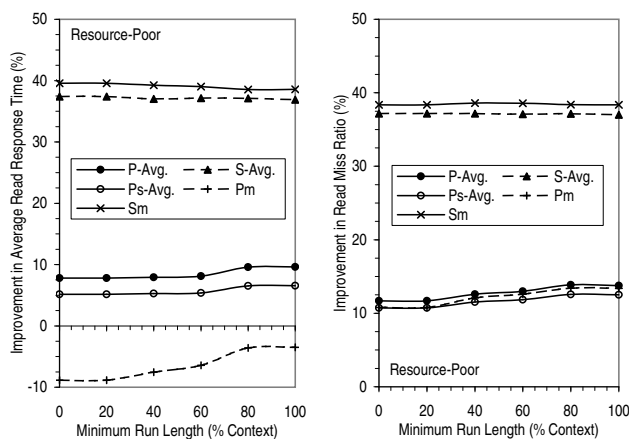 Improvement in Average Read Response Time (%)
50
40
30
20
10
0
-10
Resource-Poor
P-Avg.
S-Avg.
Ps-Avg.
Pm
Sm
0 20 40 60 80 100
Minimum Run Length (% Context)
Improvement in Read Miss Ratio (%)
50
40
30
20
10
0
P-Avg.
S-Avg.
Ps-Avg.
Pm
Sm
Resource-Poor
0 20 40 60 80 100
Minimum Run Length (% Context)